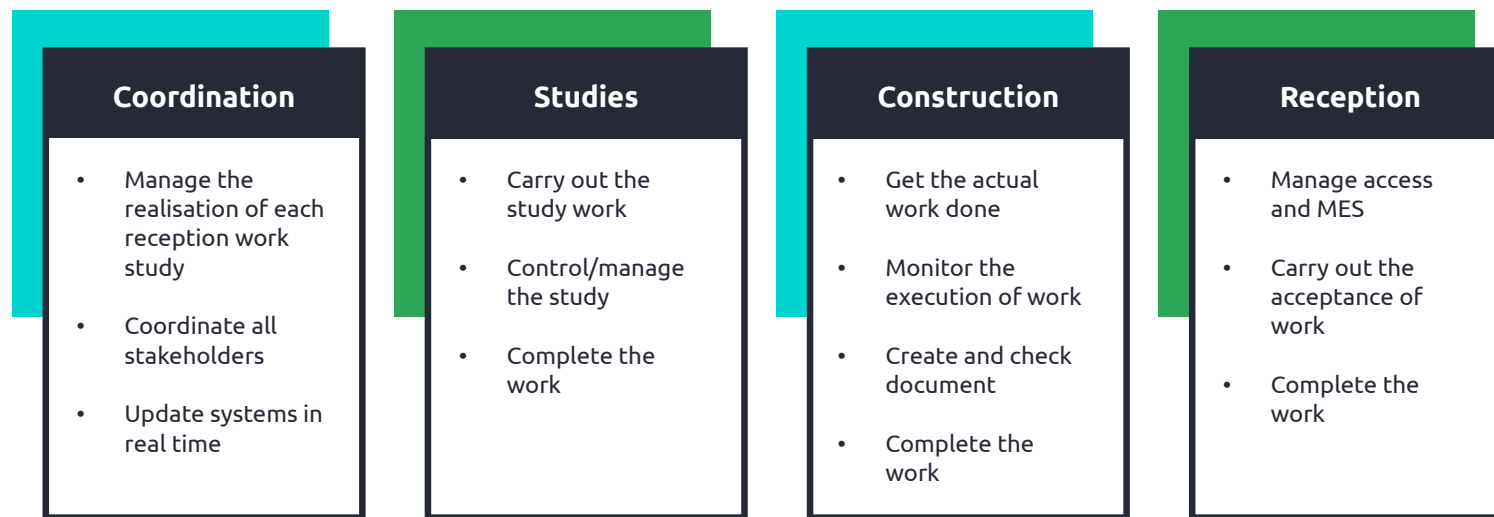 Coordination
• Manage the
realisation of each
reception work
study
• Coordinate all
stakeholders
• Update systems in
real time
Studies
• Carry out the
study work
• Control/manage
the study
• Complete the
work
Construction
• Get the actual
work done
• Monitor the
execution of work
• Create and check
document
• Complete the
work
Reception
• Manage access
and MES
• Carry out the
acceptance of
work
• Complete the
work